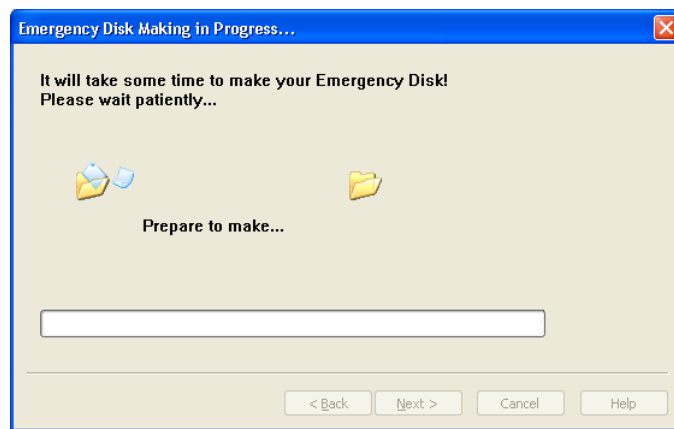 Emergency Disk Making in Progress...
It will take some time to make your Emergency Disk!
Please wait patiently...
Prepare to make...
< Back
Next >
Cancel
Help